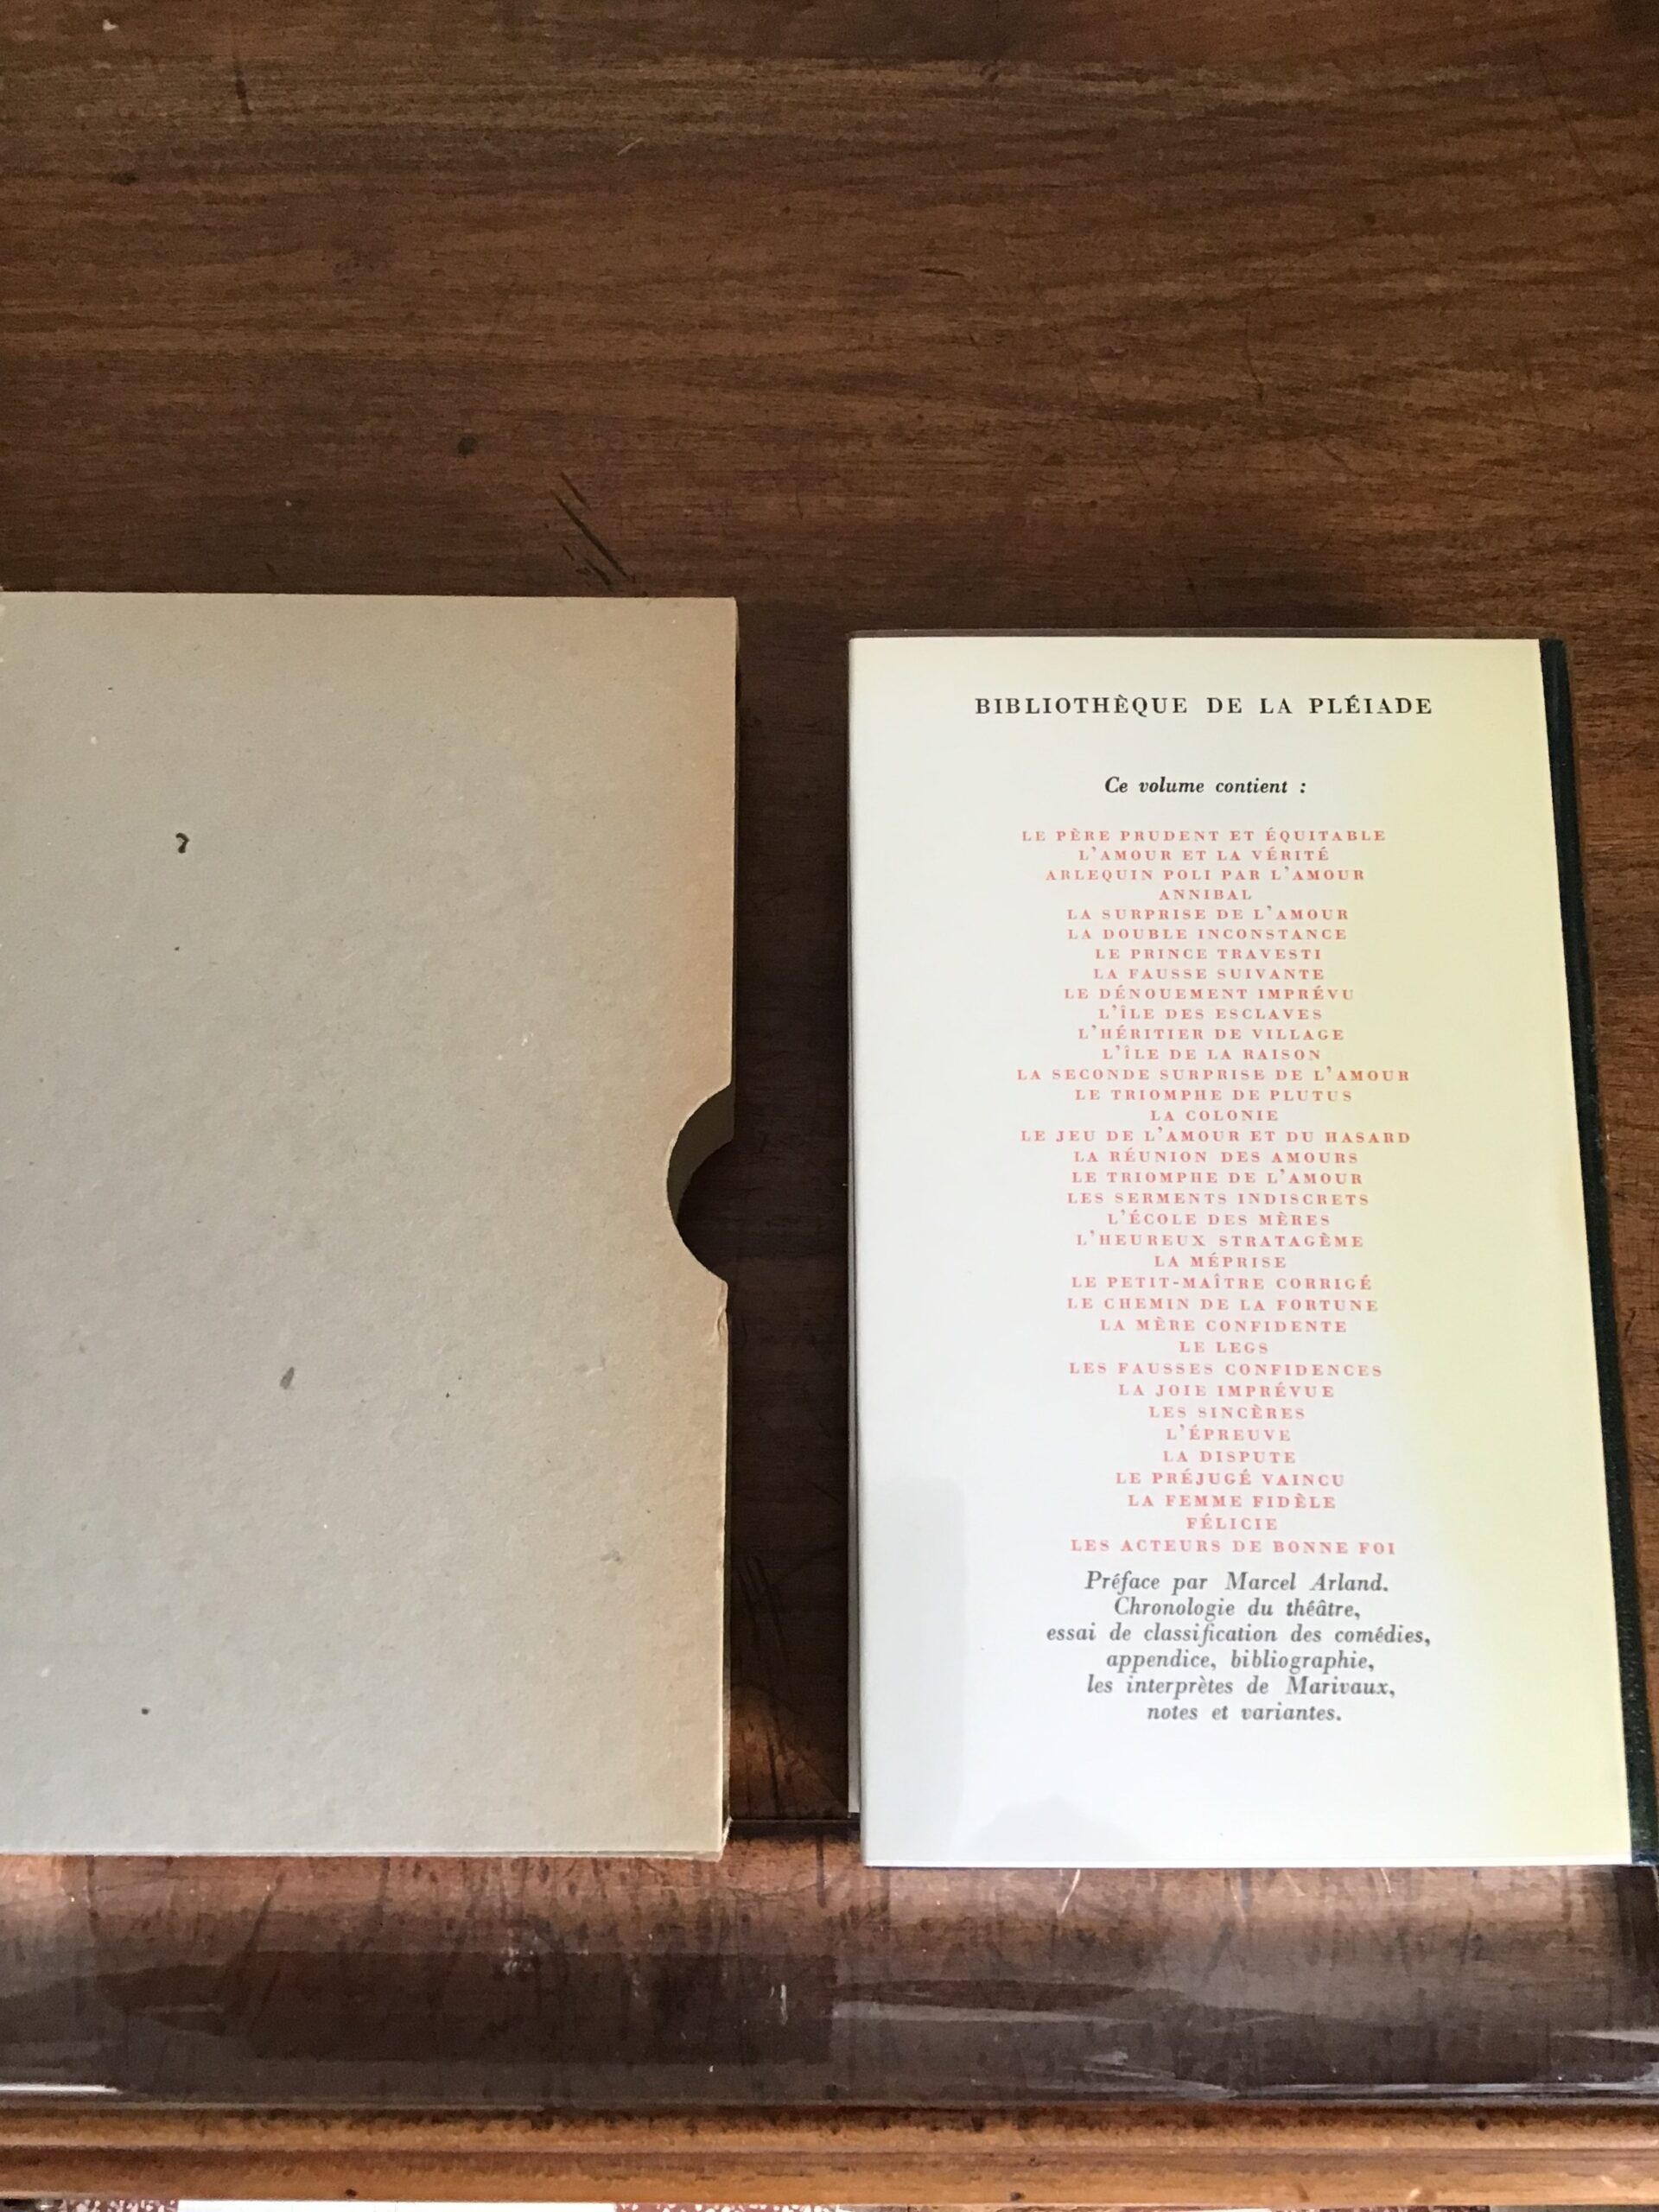 BIBLIOTHÈQUE DE LA PLÉIADE
Ce volume contient :
LE PÈRE PRUDENT ET ÉQUITABLE
L'AMOUR ET LA VÉRITÉ
ARLEQUIN POLI PAR L'AMOUR
ANNIBAL
LA SURPRISE DE L'AMOUR
LA DOUBLE INCONSTANCE
LE PRINCE TRAVESTI
LA FAUSSE SUIVANTE
LE DÉNOUEMENT IMPRÉVU
L'ÎLE DES ESCLAVES
L'HÉRITIER DE VILLAGE
L'ÎLE DE LA RAISON
LA SECONDE SURPRISE DE L'AMOUR
LE TRIOMPHE DE PLUTUS
LA COLONIE
LE JEU DE L'AMOUR ET DU HASARD
LA RÉUNION DES AMOURS
LE TRIOMPHE DE L'AMOUR
LES SERMENTS INDISCRETS
L'ÉCOLE DES MÈRES
L'HEUREUX STRATAGÈME
LA MÉPRISE
LE PETIT-MAÎTRE CORRIGÉ
LE CHEMIN DE LA FORTUNE
LA MÈRE CONFIDENTE
LE LEGS
LES FAUSSES CONFIDENCES
LA JOIE IMPRÉVUE
LES SINCÈRES
L'ÉPREUVE
LA DISPUTE
LE PRÉJUGÉ VAINCU
LA FEMME FIDÈLE
FÉLICIE
LES ACTEURS DE BONNE FOI
Préface par Marcel Arland.
Chronologie du théâtre,
essai de classification des comédies,
appendice, bibliographie,
les interprètes de Marivaux,
notes et variantes.